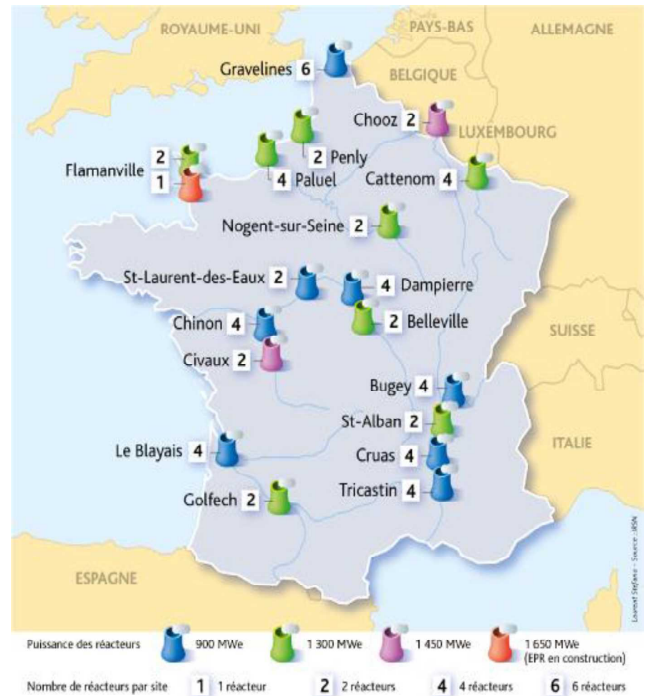 ROYAUME-UNI
PAYS-BAS
ALLEMAGNE
Gravelines 6
BELGIQUE
Chooz 2
LUXEMBOURG
2
Flamanville
1
2 Penly
4 Paluel
Cattenom 4
Nogent-sur-Seine 2
St-Laurent-des-Eaux 2
4 Dampierre
Chinon 4
2 Belleville
SUISSE
Civaux 2
Bugey 4
St-Alban 2
ITALIE
Le Blayais 4
Cruas 4
Golfech 2
Tricastin 4
ESPAGNE
Laurent Stefano - Source : IRSN
Puissance des réacteurs 900 MWe 1 300 MWe 1 450 MWe 1 650 MWe
(EPR en construction)
Nombre de réacteurs par site 1 1 réacteur 2 2 réacteurs 4 4 réacteurs 6 6 réacteurs